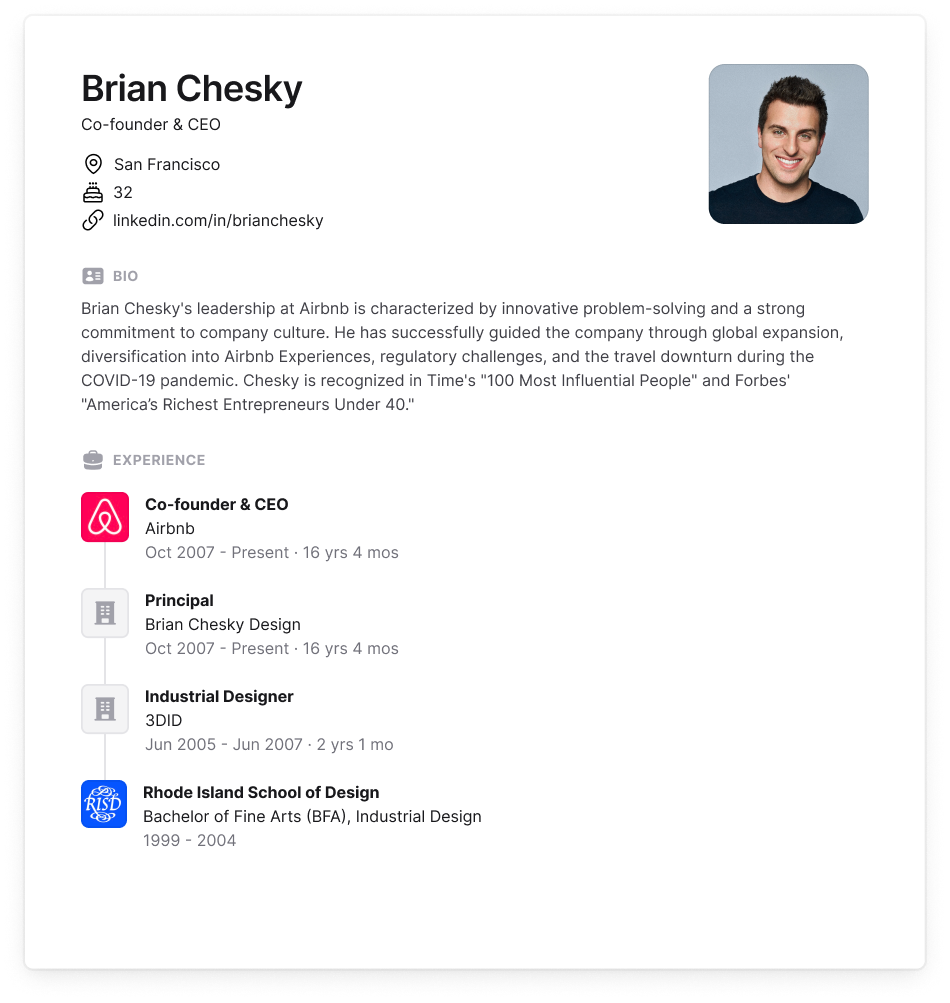 Brian Chesky
Co-founder & CEO
San Francisco
32
linkedin.com/in/brianchesky
BIO
Brian Chesky's leadership at Airbnb is characterized by innovative problem-solving and a strong
commitment to company culture. He has successfully guided the company through global expansion,
diversification into Airbnb Experiences, regulatory challenges, and the travel downturn during the
COVID-19 pandemic. Chesky is recognized in Time's "100 Most Influential People" and Forbes'
"America’s Richest Entrepreneurs Under 40."
EXPERIENCE
Co-founder & CEO
Airbnb
Oct 2007 - Present · 16 yrs 4 mos
Principal
Brian Chesky Design
Oct 2007 - Present · 16 yrs 4 mos
Industrial Designer
3DID
Jun 2005 - Jun 2007 · 2 yrs 1 mo
RISD
Rhode Island School of Design
Bachelor of Fine Arts (BFA), Industrial Design
1999 - 2004